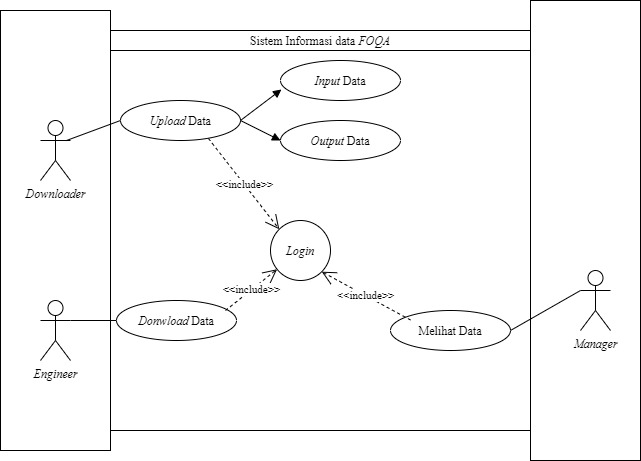 Sistem Informasi data FOQA
Input Data
Upload Data
Output Data
Downloader
<<include>>
Login
<<include>>
<<include>>
Donwload Data
Melihat Data
Manager
Engineer